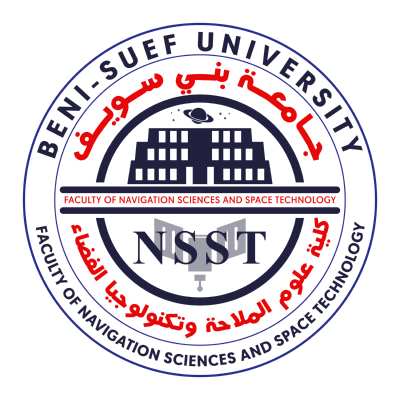 BENI-SUEF UNIVERSITY
جامعة بني سويف
FACULTY OF NAVIGATION SCIENCES AND SPACE TECHNOLOGY
NSST
كلية علوم الملاحة وتكنولوجيا الفضاء
FACULTY OF NAVIGATION SCIENCES AND SPACE TECHNOLOGY